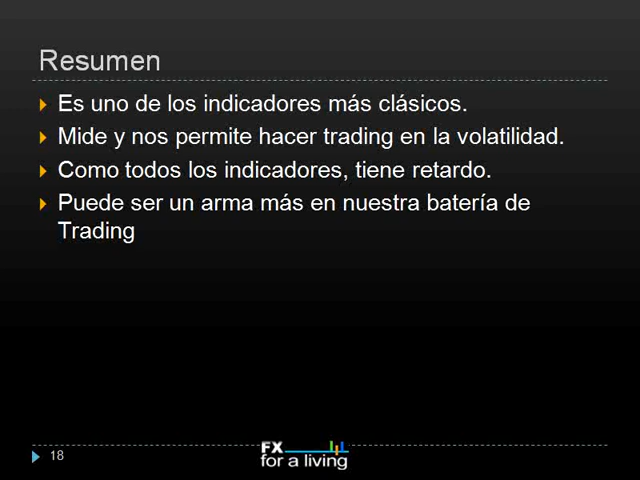 Resumen
Es uno de los indicadores más clásicos.
Mide y nos permite hacer trading en la volatilidad.
Como todos los indicadores, tiene retardo.
Puede ser un arma más en nuestra batería de
Trading
18
FX
for a living